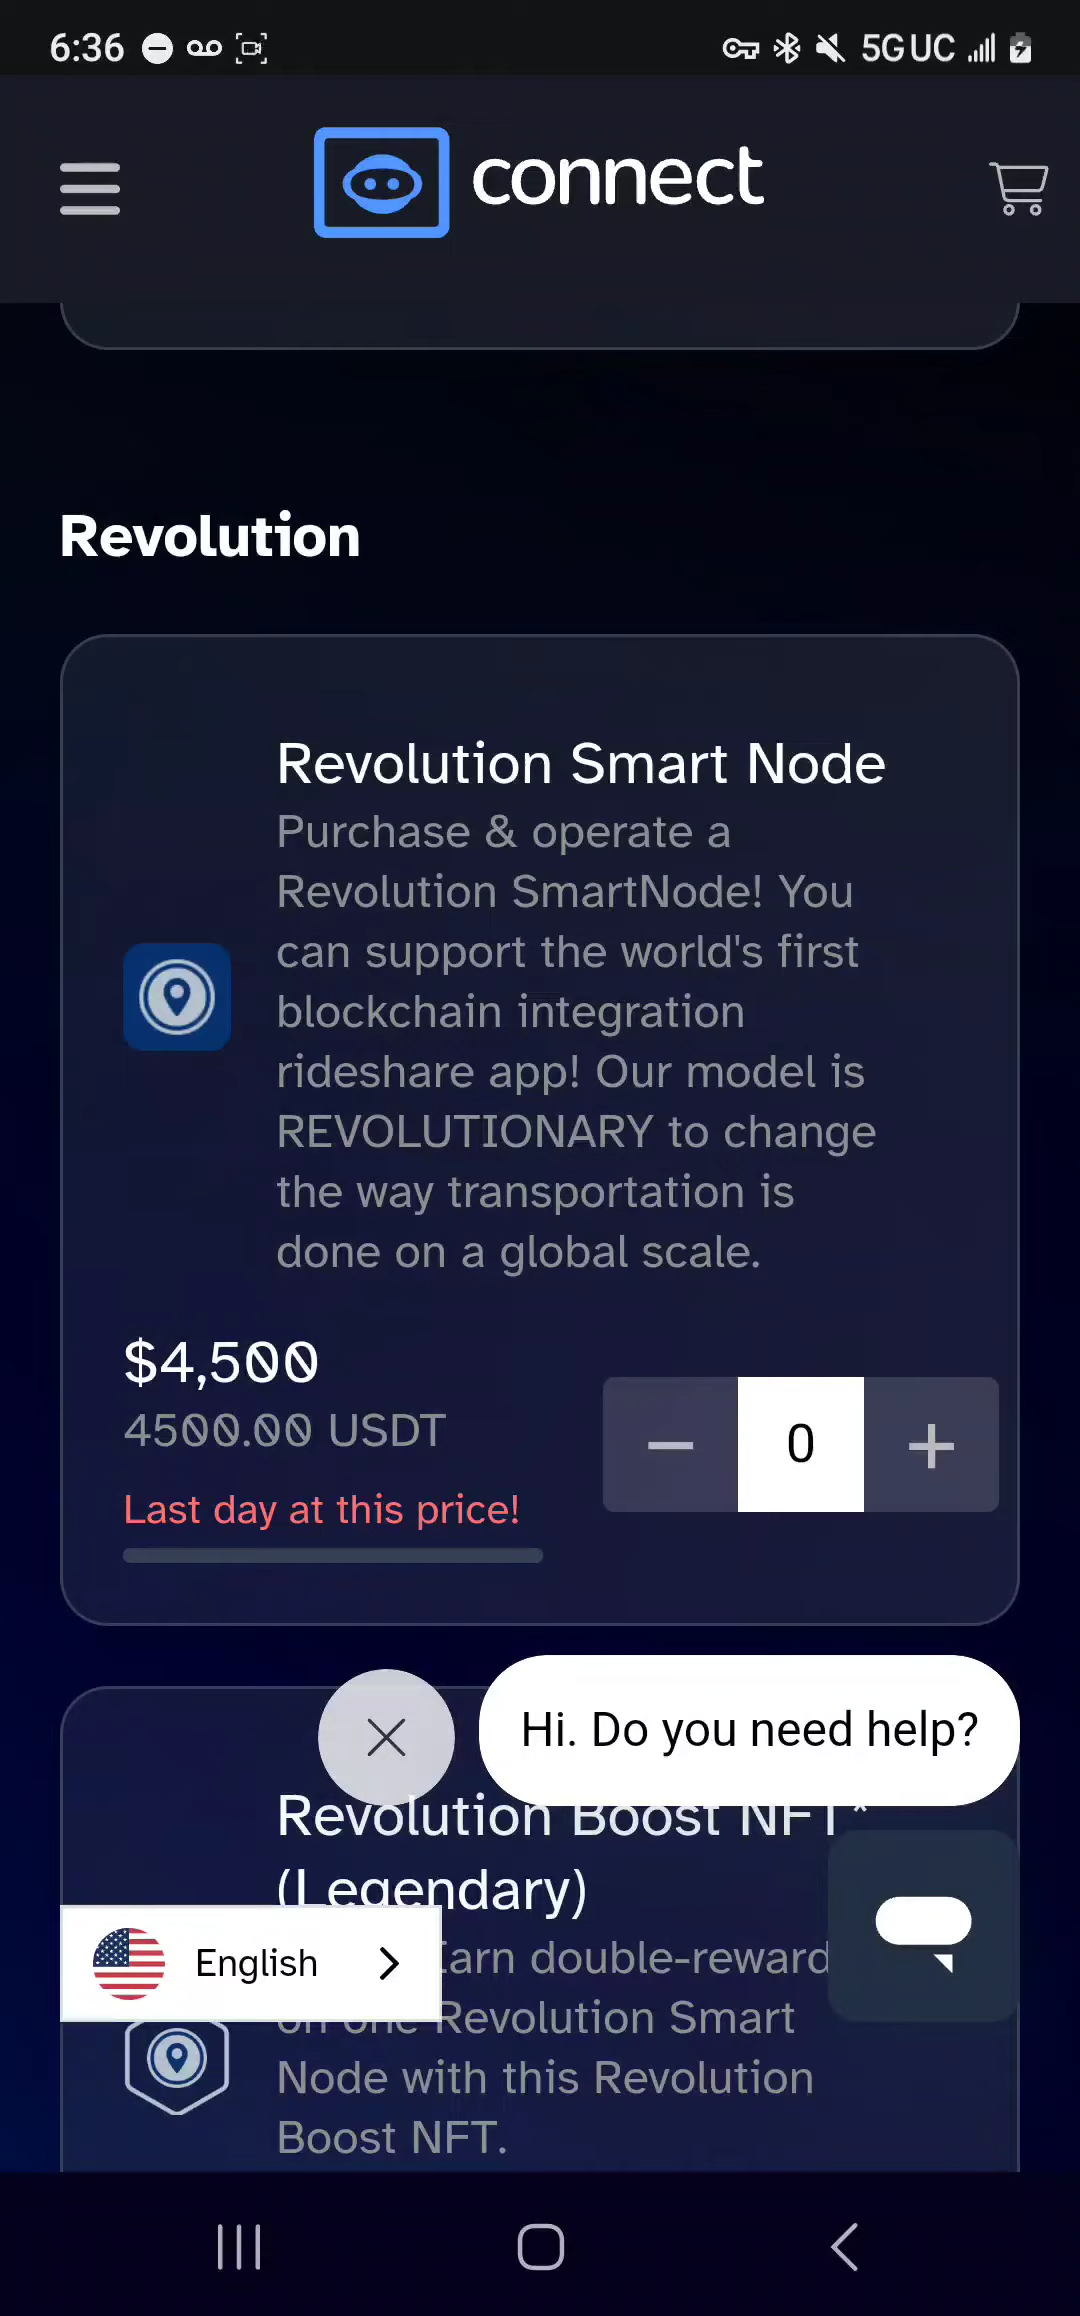 6:36
5G UC
connect
Revolution
Revolution Smart Node
Purchase & operate a
Revolution SmartNode! You
can support the world's first
blockchain integration
rideshare app! Our model is
REVOLUTIONARY to change
the way transportation is
done on a global scale.
$4,500
4500.00 USDT
Last day at this price!
0
Hi. Do you need help?
Revolution Boost NFT*
(Legendary)
English
Earn double-reward
on one Revolution Smart
Node with this Revolution
Boost NFT.